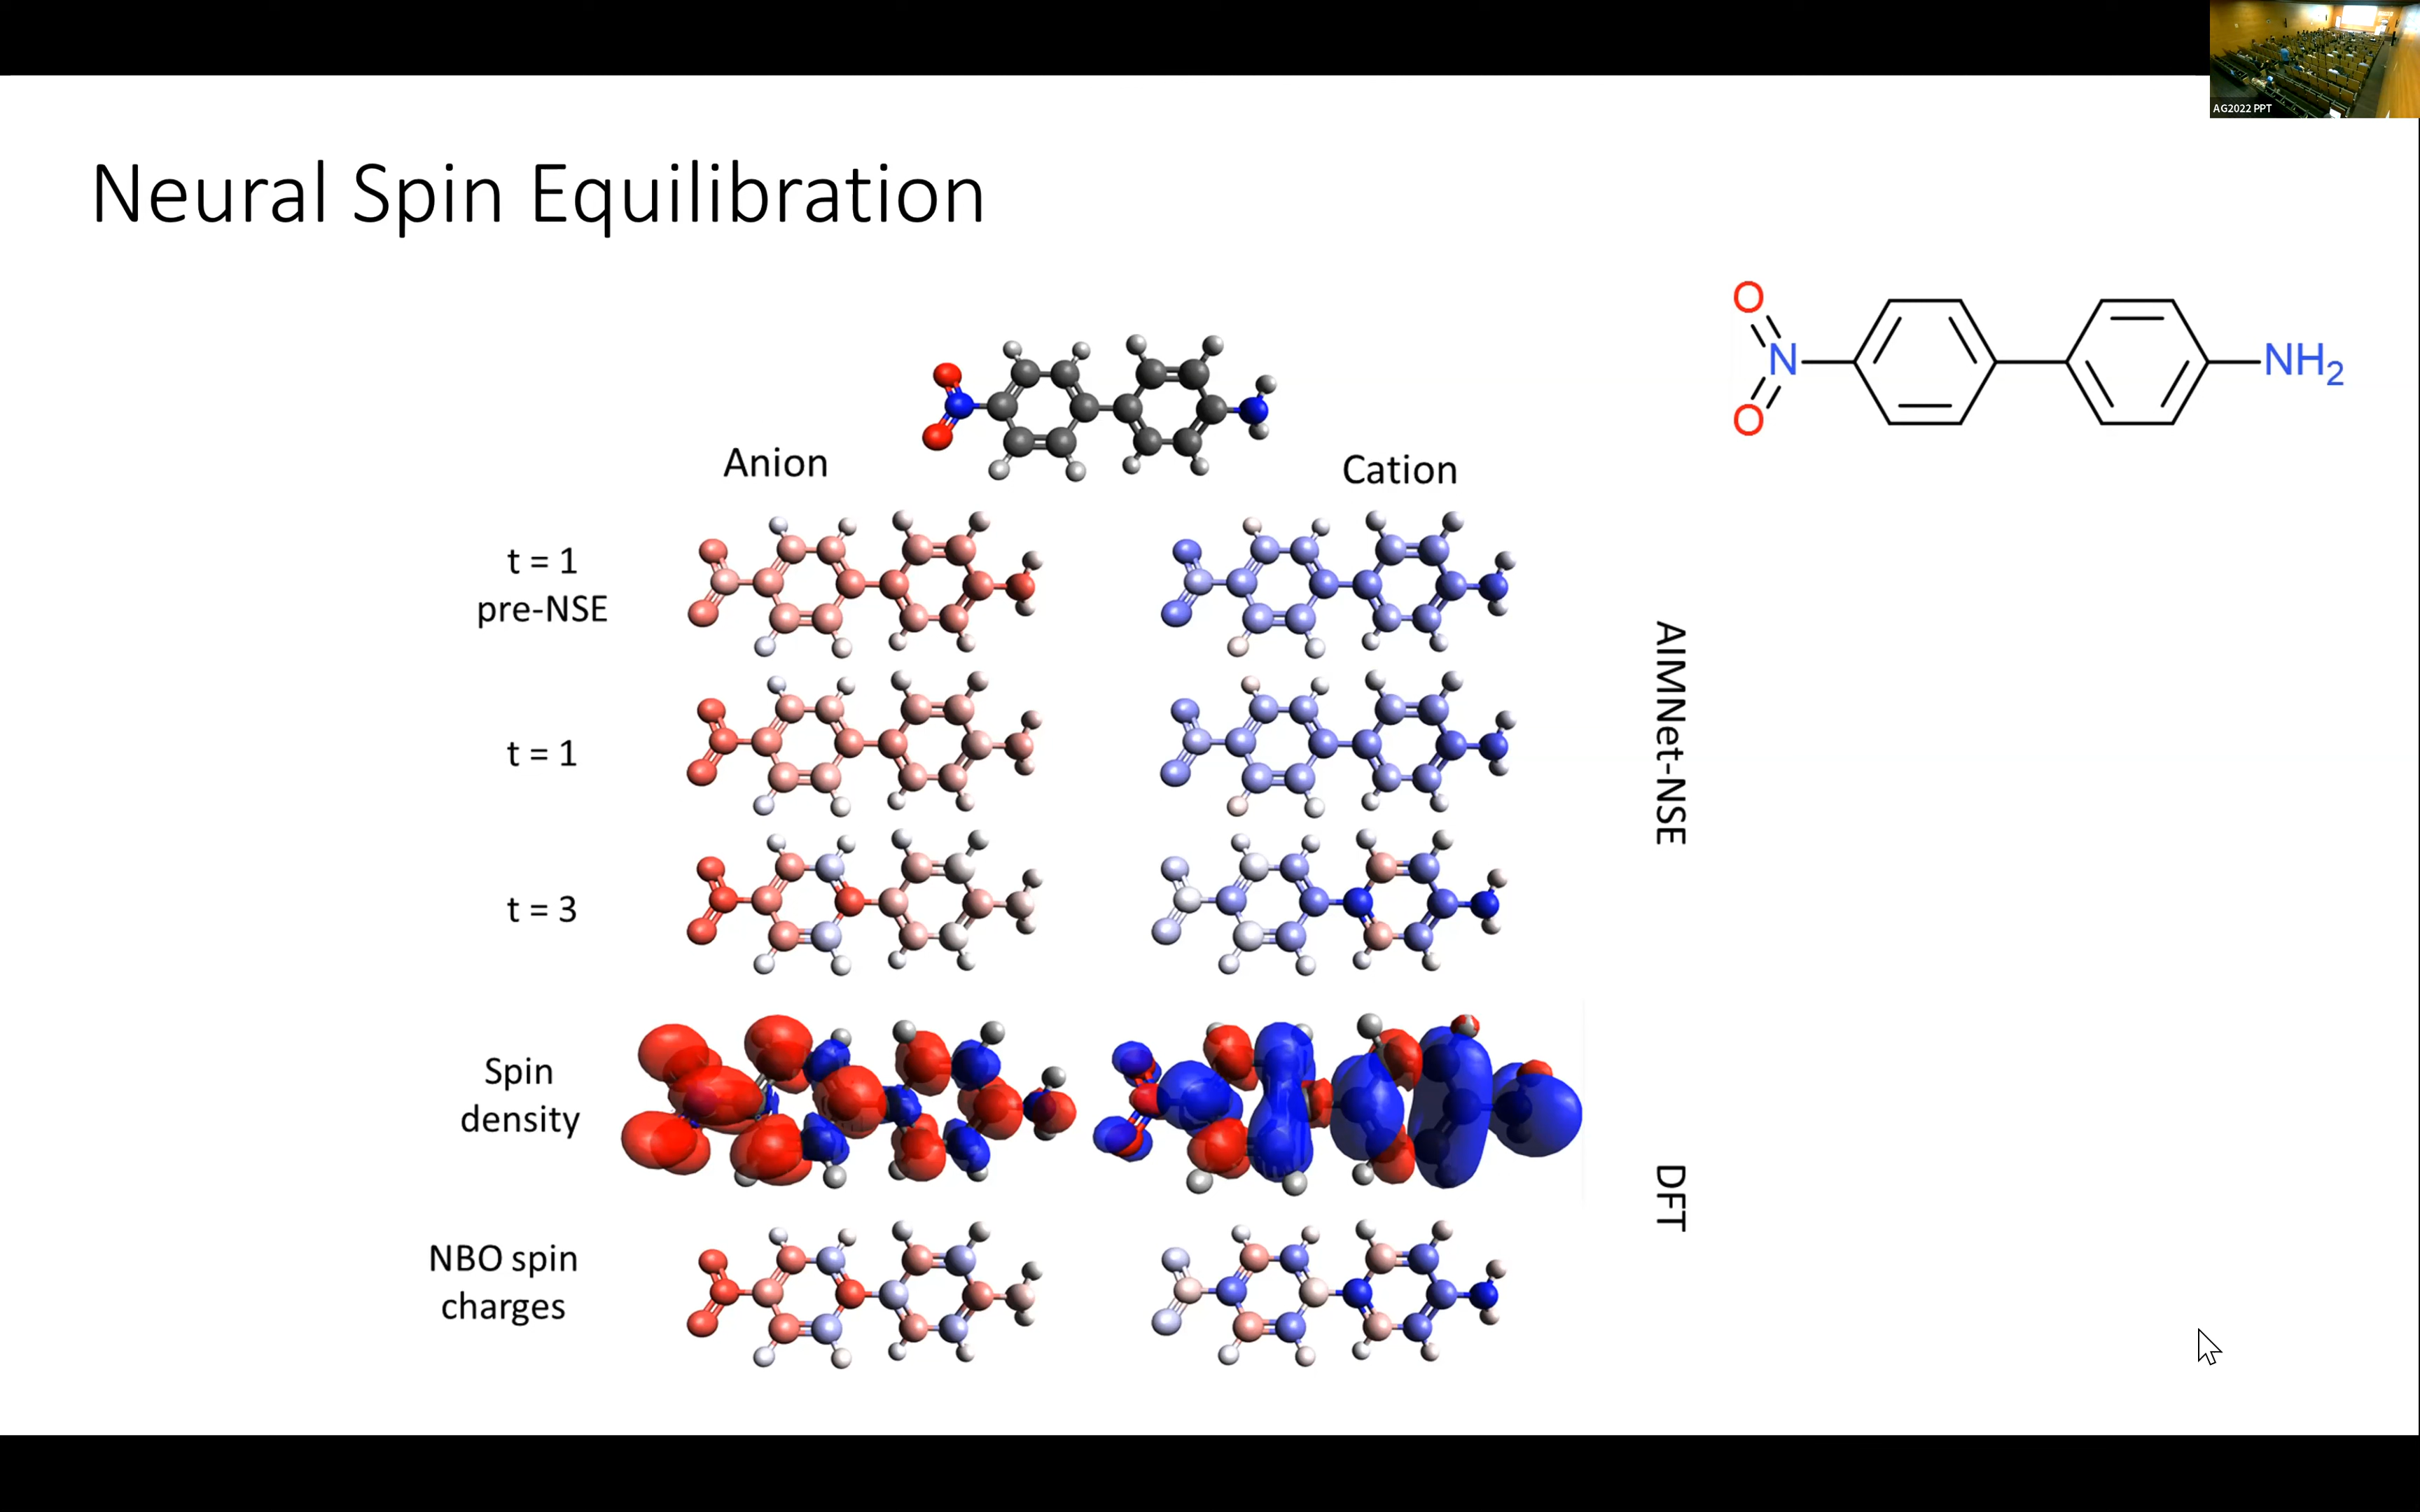 AG2022 PPT
Neural Spin Equilibration
O
N
O
NH2
Anion
Cation
t = 1
pre-NSE
t = 1
t = 3
AIMNet-NSE
Spin
density
DFT
NBO spin
charges